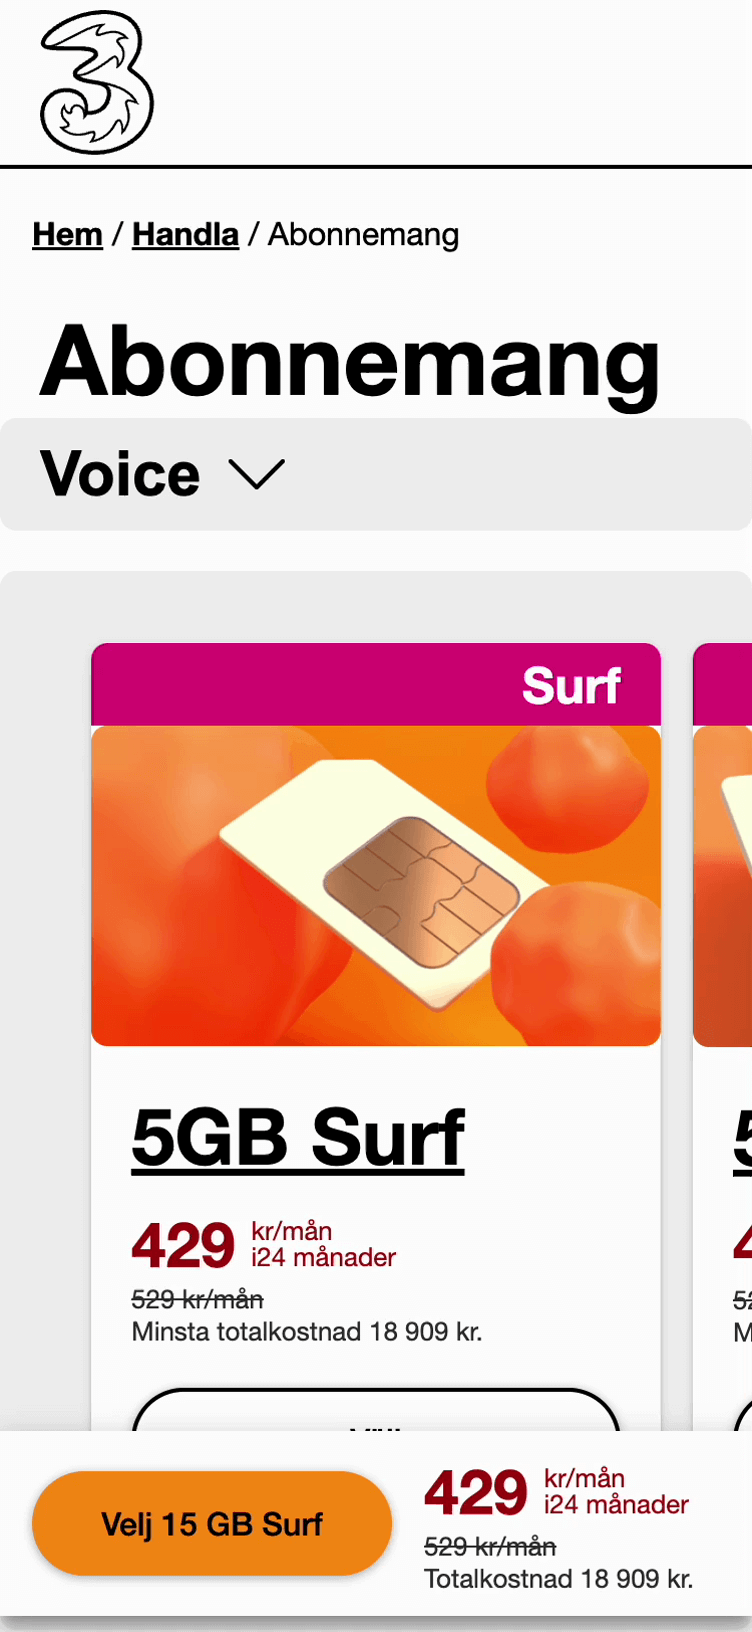 Hem / Handla / Abonnemang
Abonnemang
Voice
Surf
5GB Surf
429 kr/mån
i24 månader
529 kr/mån
Minsta totalkostnad 18 909 kr.
Velj 15 GB Surf
429 kr/mån
i24 månader
529 kr/mån
Totalkostnad 18 909 kr.